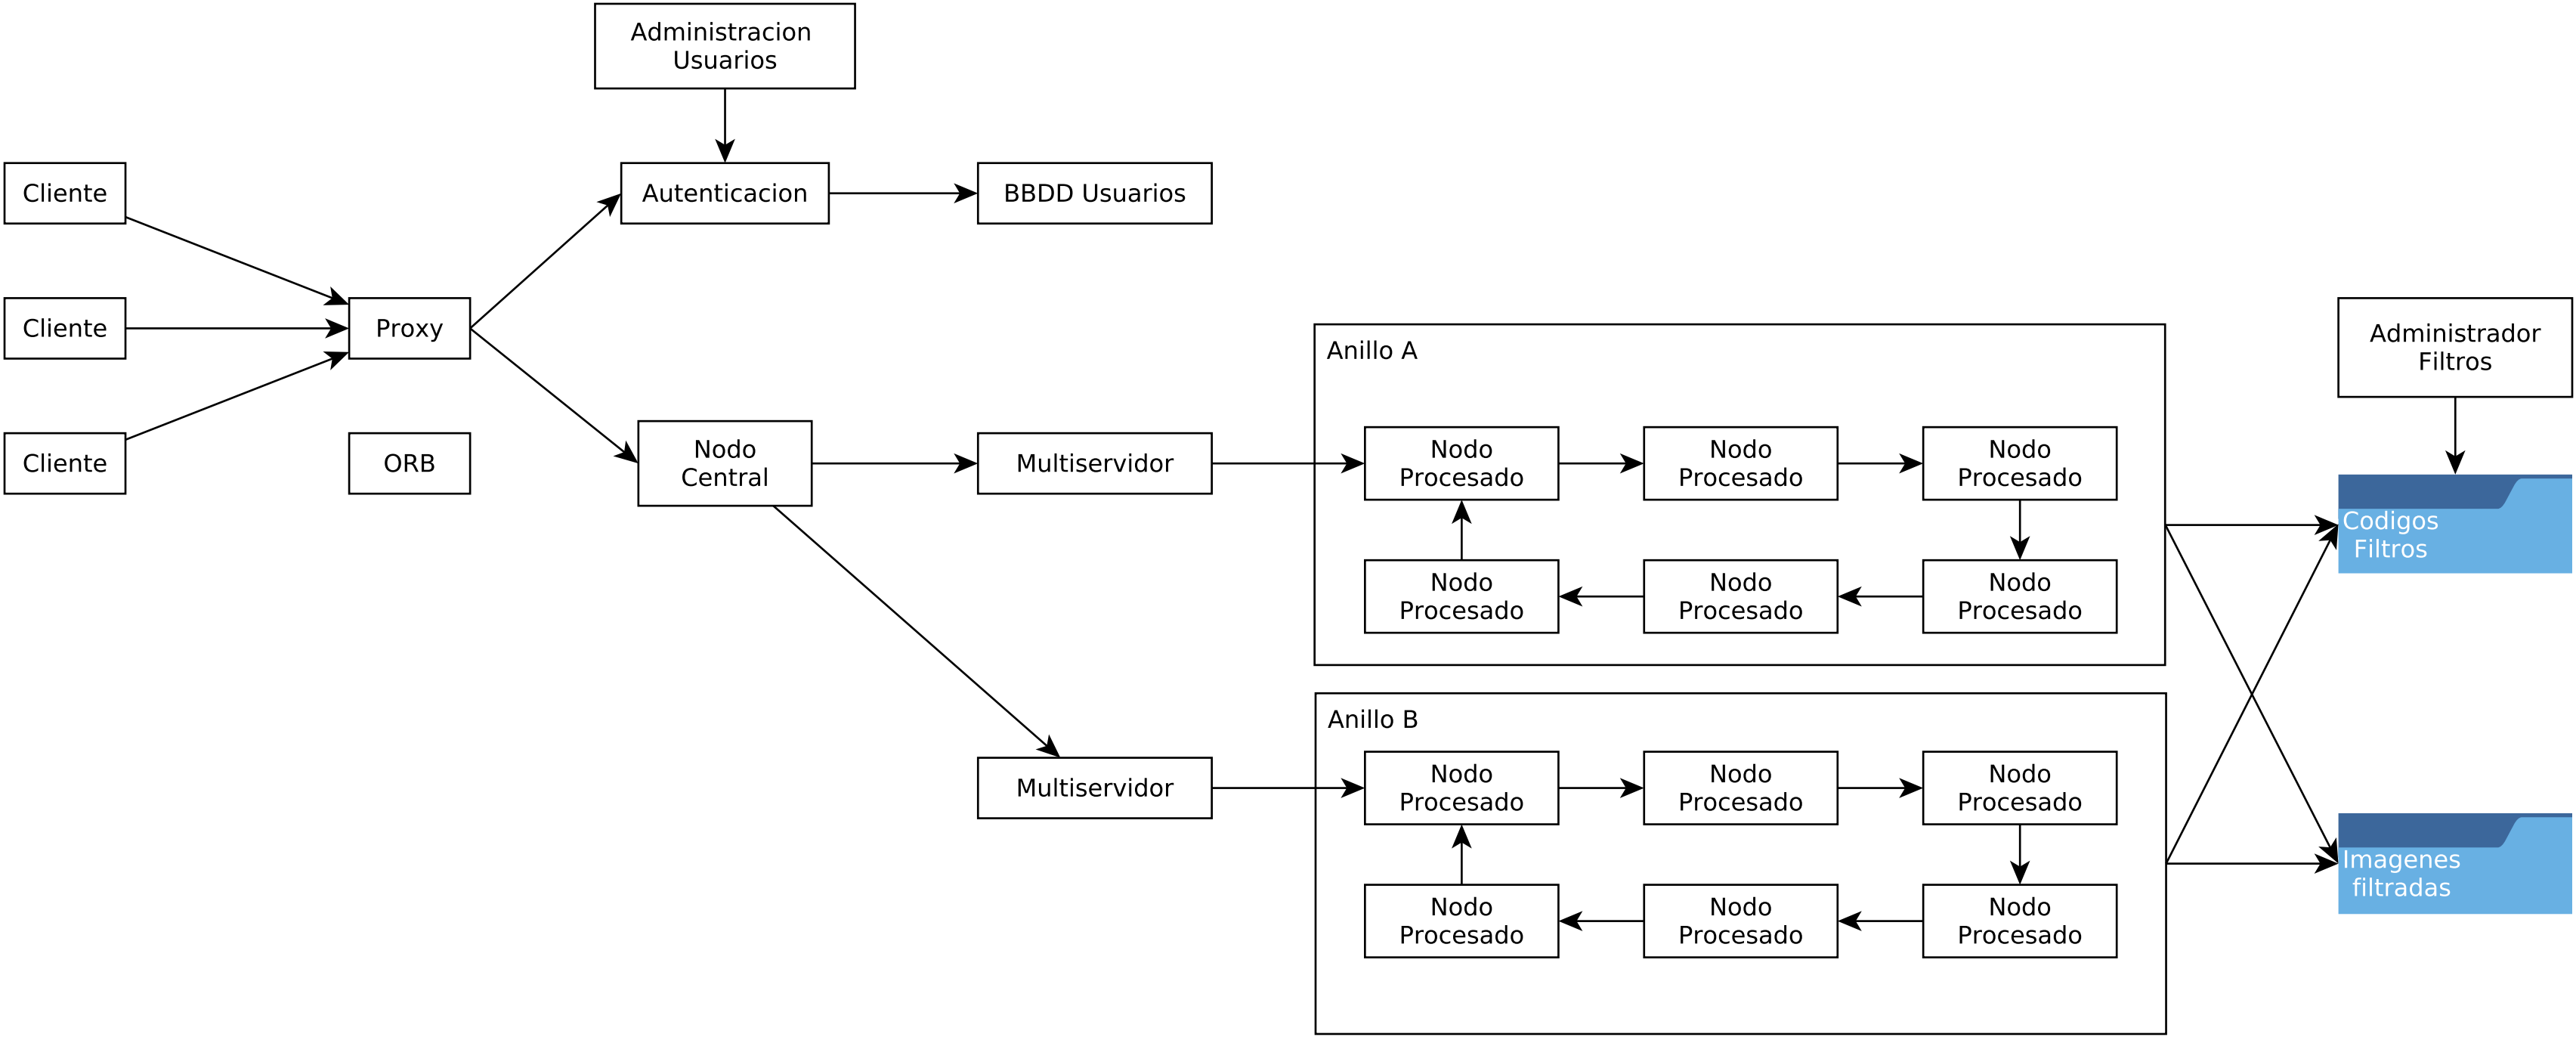 Administracion
Usuarios
Cliente
Autenticacion
BBDD Usuarios
Cliente
Proxy
Administrador
Filtros
Anillo A
Cliente
ORB
Nodo
Central
Multiservidor
Nodo
Procesado
Nodo
Procesado
Nodo
Procesado
Codigos
Filtros
Nodo
Procesado
Nodo
Procesado
Nodo
Procesado
Anillo B
Multiservidor
Nodo
Procesado
Nodo
Procesado
Nodo
Procesado
Imagenes
filtradas
Nodo
Procesado
Nodo
Procesado
Nodo
Procesado